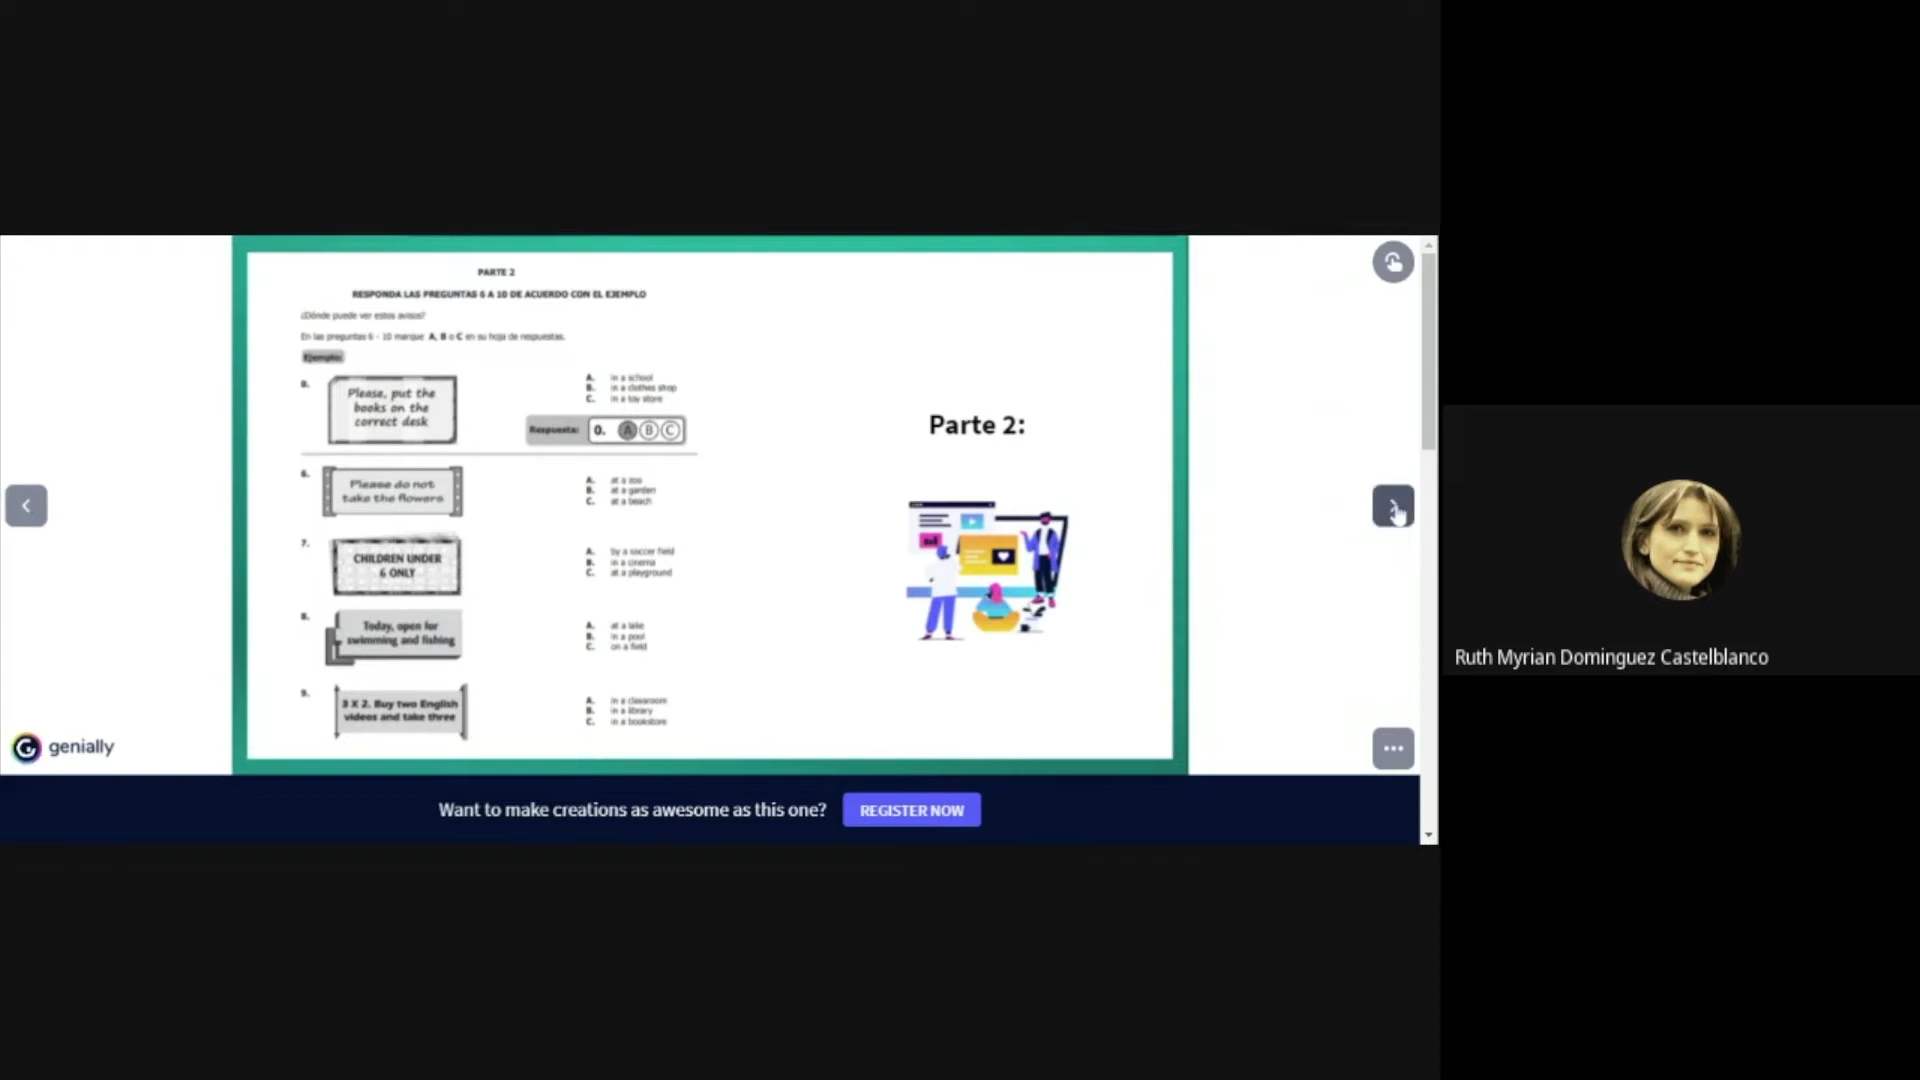 PARTE 2
RESPONDA LAS PREGUNTAS 6 A 10 DE ACUERDO CON EL EJEMPLO
¿Dónde puede ver estos avisos?
En las preguntas 6 - 10 marque A, B o C en su hoja de respuestas.
Ejemplo:
0.
Please, put the
books on the
correct desk
A. in a school
B. in a clothes shop
C. in a toy store
Respuesta: 0. A B C
6.
Please do not
take the flowers
A. at a zoo
B. at a garden
C. at a beach
7.
CHILDREN UNDER
6 ONLY
A. by a soccer field
B. in a cinema
C. at a playground
8.
Today, open for
swimming and fishing
A. at a lake
B. in a pool
C. on a field
9.
3 X 2. Buy two English
videos and take three
A. in a classroom
B. in a library
C. in a bookstore
Parte 2:
genially
Want to make creations as awesome as this one? REGISTER NOW
Ruth Myrian Dominguez Castelblanco